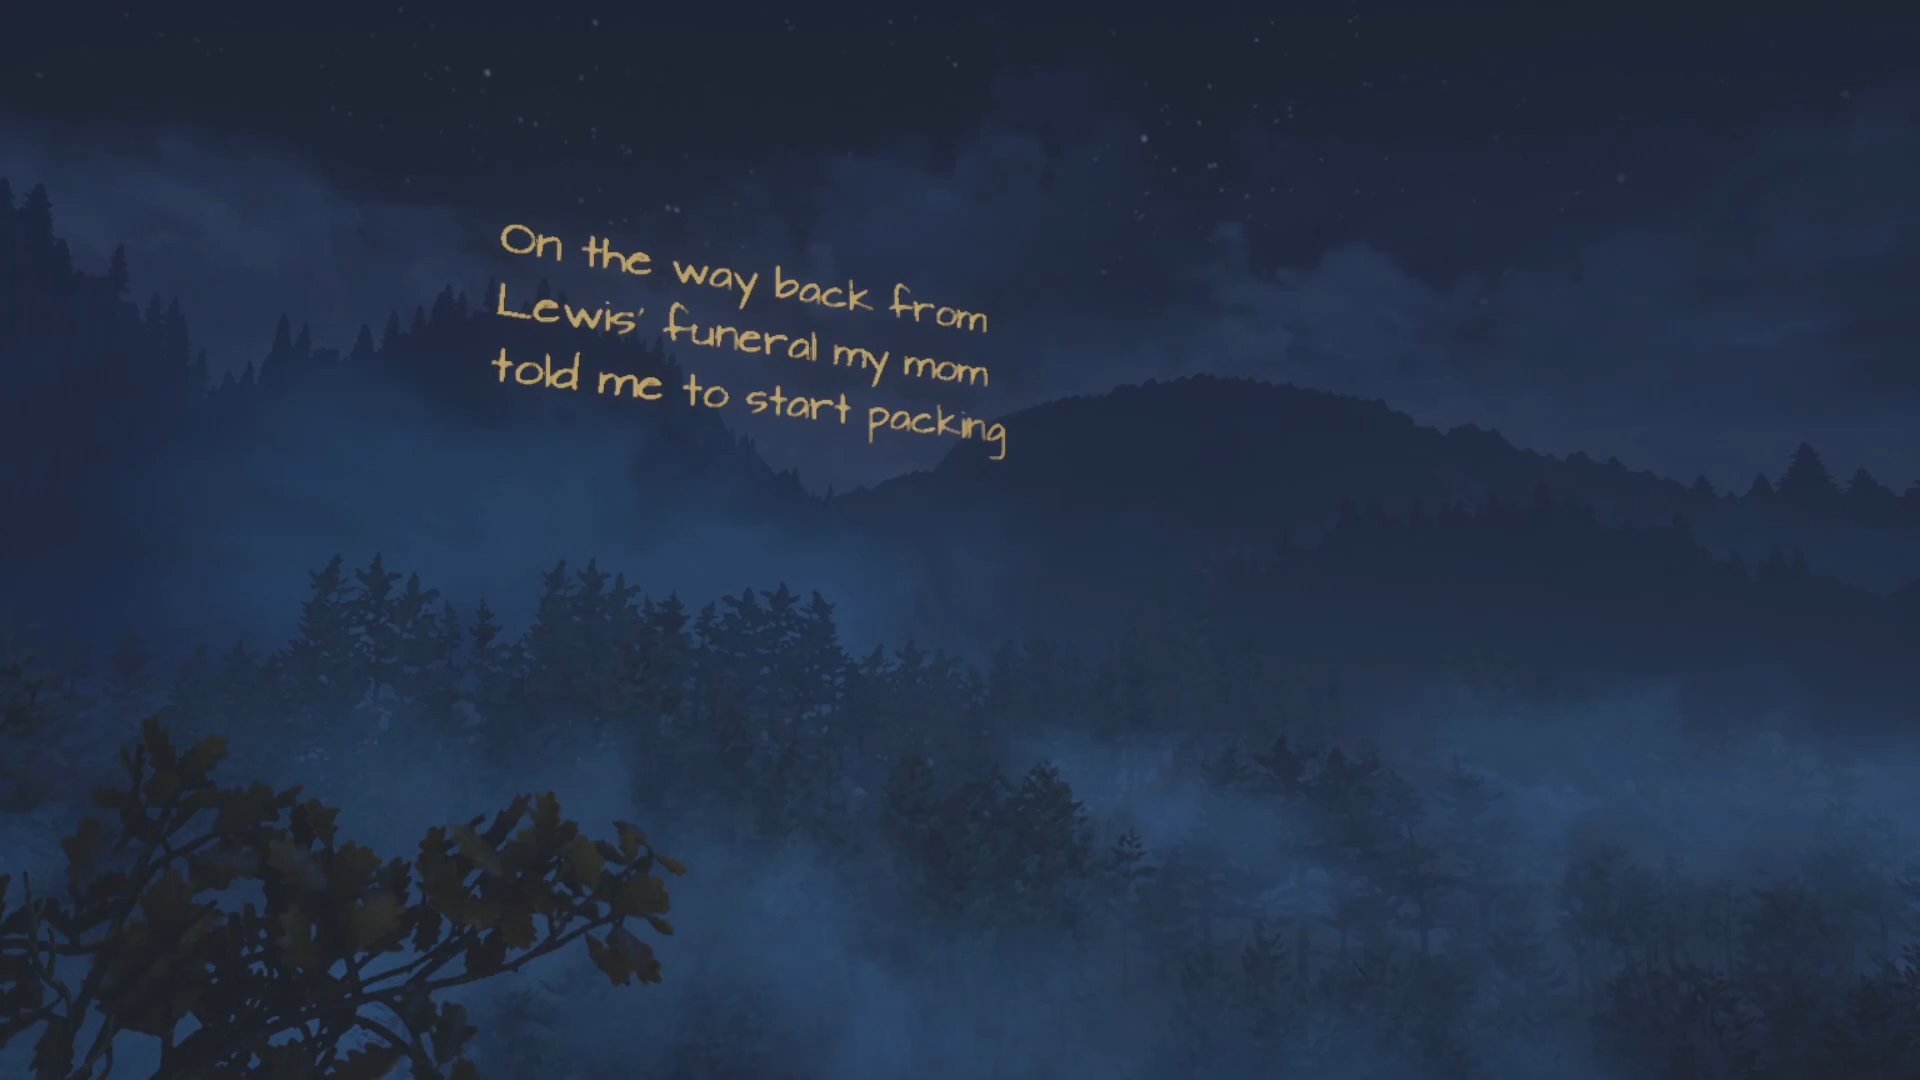 On the way back from
Lewis' funeral my mom
told me to start packing